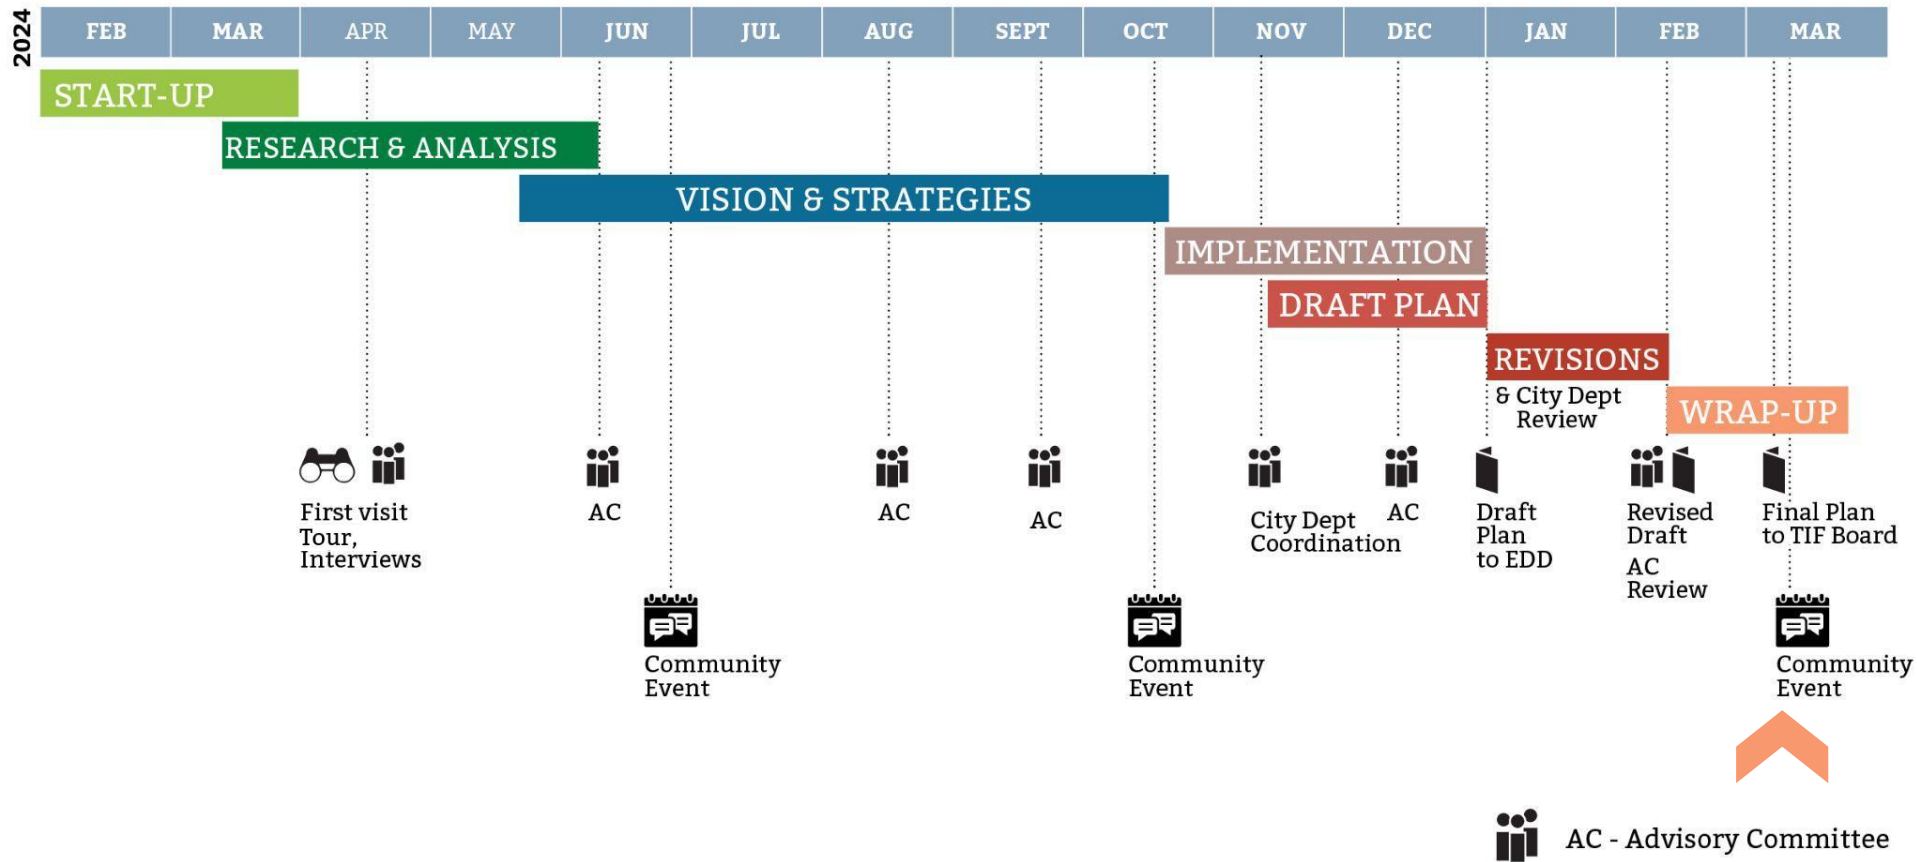 2024
FEB MAR APR MAY JUN JUL AUG SEPT OCT NOV DEC JAN FEB MAR
START-UP
RESEARCH & ANALYSIS
VISION & STRATEGIES
IMPLEMENTATION
DRAFT PLAN
REVISIONS
& City Dept
Review
WRAP-UP
First visit
Tour,
Interviews
AC
AC
AC
City Dept
Coordination
AC
Draft
Plan
to EDD
Revised
Draft
AC
Review
Final Plan
to TIF Board
Community
Event
Community
Event
Community
Event
AC - Advisory Committee